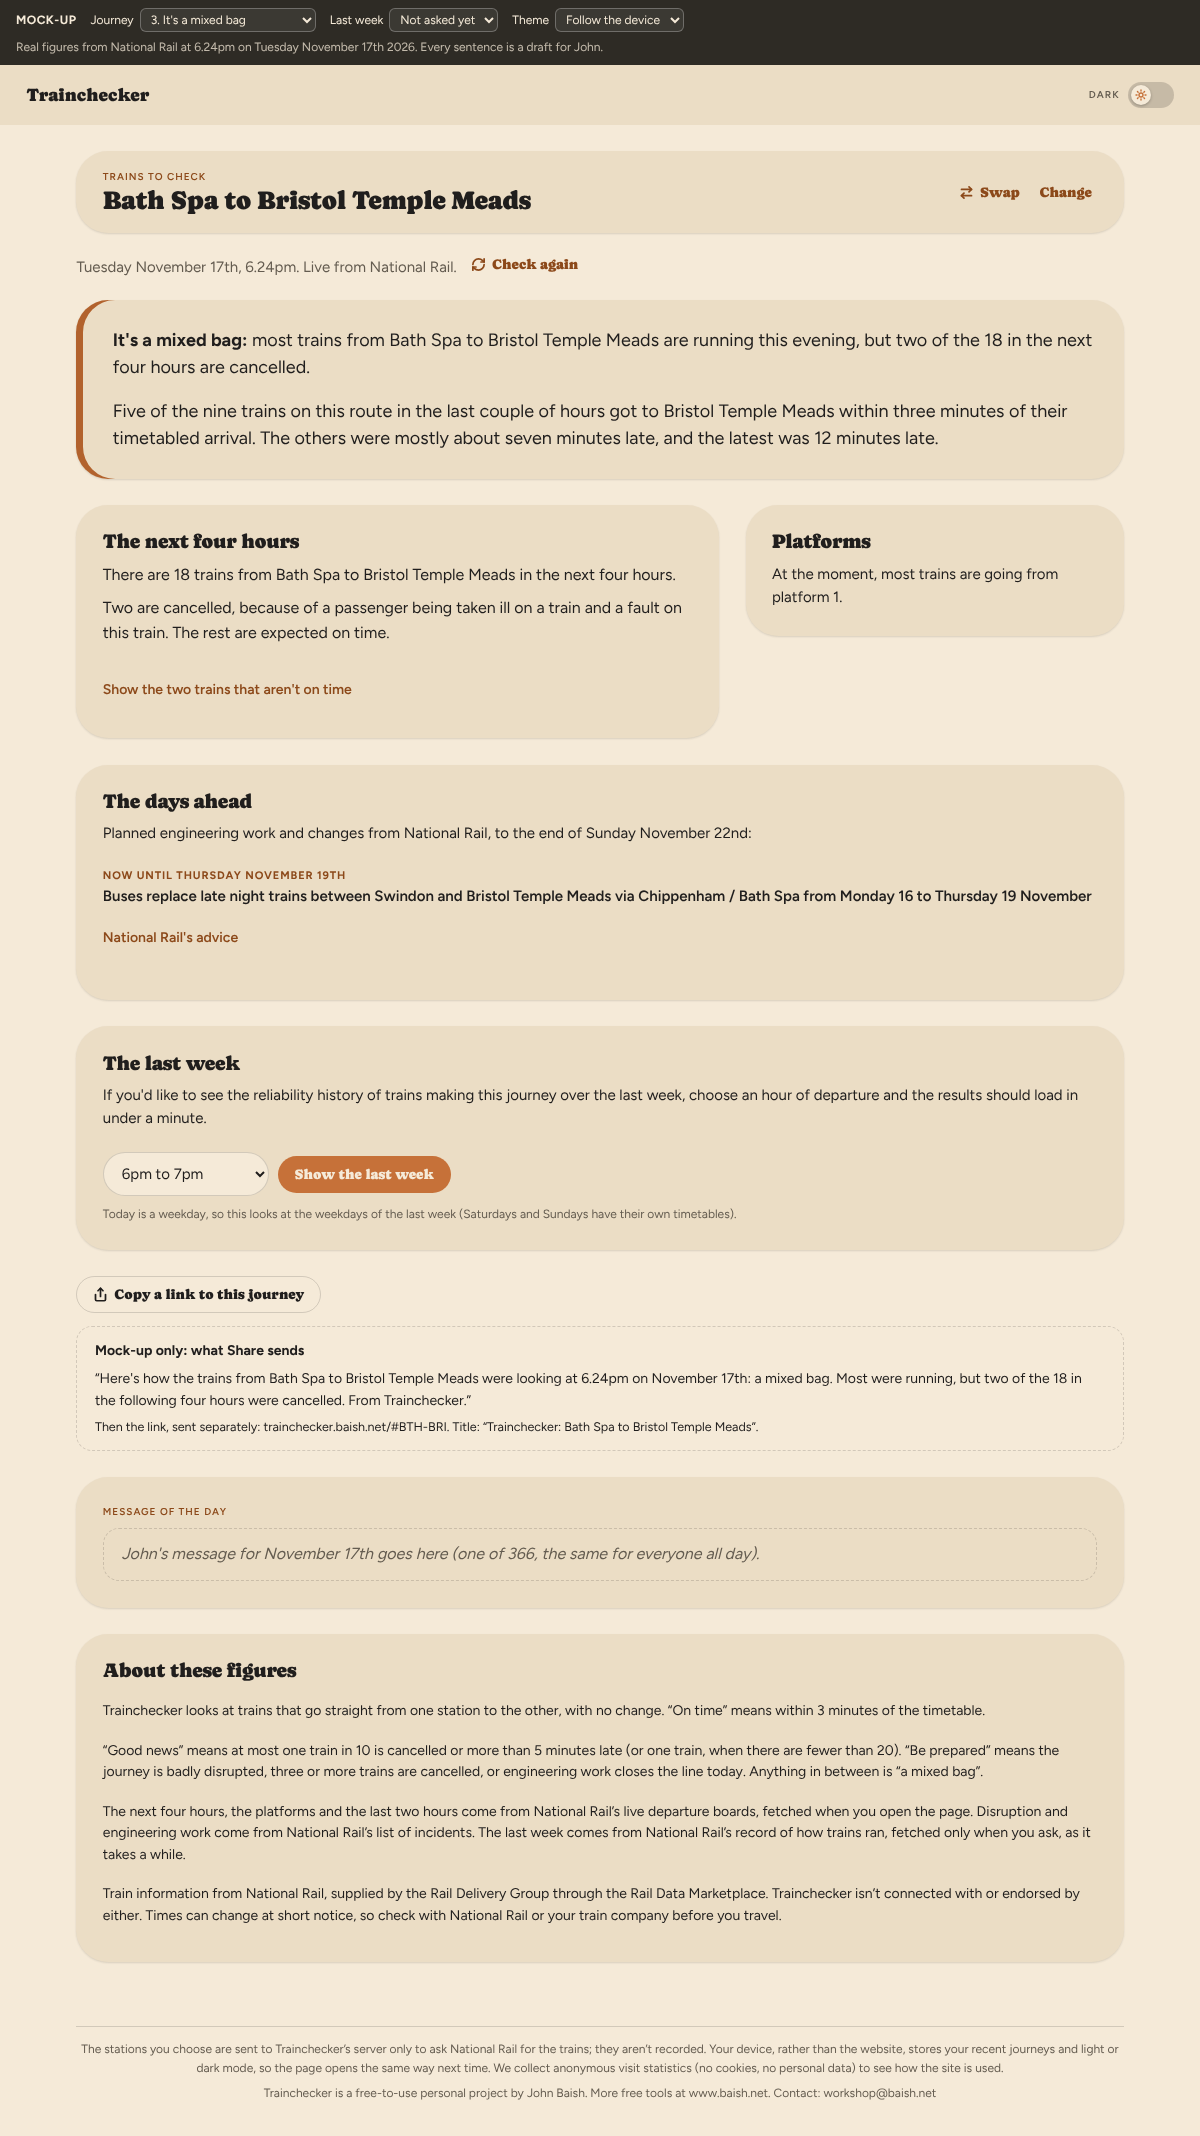 MOCK-UP Journey 3. It's a mixed bag Last week Not asked yet Theme Follow the device
Real figures from National Rail at 6.24pm on Tuesday November 17th 2026. Every sentence is a draft for John.
Trainchecker
DARK
TRAINS TO CHECK
Bath Spa to Bristol Temple Meads
Swap Change
Tuesday November 17th, 6.24pm. Live from National Rail. Check again
It's a mixed bag: most trains from Bath Spa to Bristol Temple Meads are running this evening, but two of the 18 in the next
four hours are cancelled.
Five of the nine trains on this route in the last couple of hours got to Bristol Temple Meads within three minutes of their
timetabled arrival. The others were mostly about seven minutes late, and the latest was 12 minutes late.
The next four hours
There are 18 trains from Bath Spa to Bristol Temple Meads in the next four hours.
Two are cancelled, because of a passenger being taken ill on a train and a fault on
this train. The rest are expected on time.
Show the two trains that aren't on time
Platforms
At the moment, most trains are going from
platform 1.
The days ahead
Planned engineering work and changes from National Rail, to the end of Sunday November 22nd:
NOW UNTIL THURSDAY NOVEMBER 19TH
Buses replace late night trains between Swindon and Bristol Temple Meads via Chippenham / Bath Spa from Monday 16 to Thursday 19 November
National Rail's advice
The last week
If you'd like to see the reliability history of trains making this journey over the last week, choose an hour of departure and the results should load in
under a minute.
6pm to 7pm Show the last week
Today is a weekday, so this looks at the weekdays of the last week (Saturdays and Sundays have their own timetables).
Copy a link to this journey
Mock-up only: what Share sends
“Here's how the trains from Bath Spa to Bristol Temple Meads were looking at 6.24pm on November 17th: a mixed bag. Most were running, but two of the 18 in
the following four hours were cancelled. From Trainchecker.”
Then the link, sent separately: trainchecker.baish.net/#BTH-BRI. Title: “Trainchecker: Bath Spa to Bristol Temple Meads”.
MESSAGE OF THE DAY
John's message for November 17th goes here (one of 366, the same for everyone all day).
About these figures
Trainchecker looks at trains that go straight from one station to the other, with no change. “On time” means within 3 minutes of the timetable.
“Good news” means at most one train in 10 is cancelled or more than 5 minutes late (or one train, when there are fewer than 20). “Be prepared” means the
journey is badly disrupted, three or more trains are cancelled, or engineering work closes the line today. Anything in between is “a mixed bag”.
The next four hours, the platforms and the last two hours come from National Rail’s live departure boards, fetched when you open the page. Disruption and
engineering work come from National Rail’s list of incidents. The last week comes from National Rail’s record of how trains ran, fetched only when you ask, as it
takes a while.
Train information from National Rail, supplied by the Rail Delivery Group through the Rail Data Marketplace. Trainchecker isn’t connected with or endorsed by
either. Times can change at short notice, so check with National Rail or your train company before you travel.
The stations you choose are sent to Trainchecker’s server only to ask National Rail for the trains; they aren’t recorded. Your device, rather than the website, stores your recent journeys and light or
dark mode, so the page opens the same way next time. We collect anonymous visit statistics (no cookies, no personal data) to see how the site is used.
Trainchecker is a free-to-use personal project by John Baish. More free tools at www.baish.net. Contact: workshop@baish.net